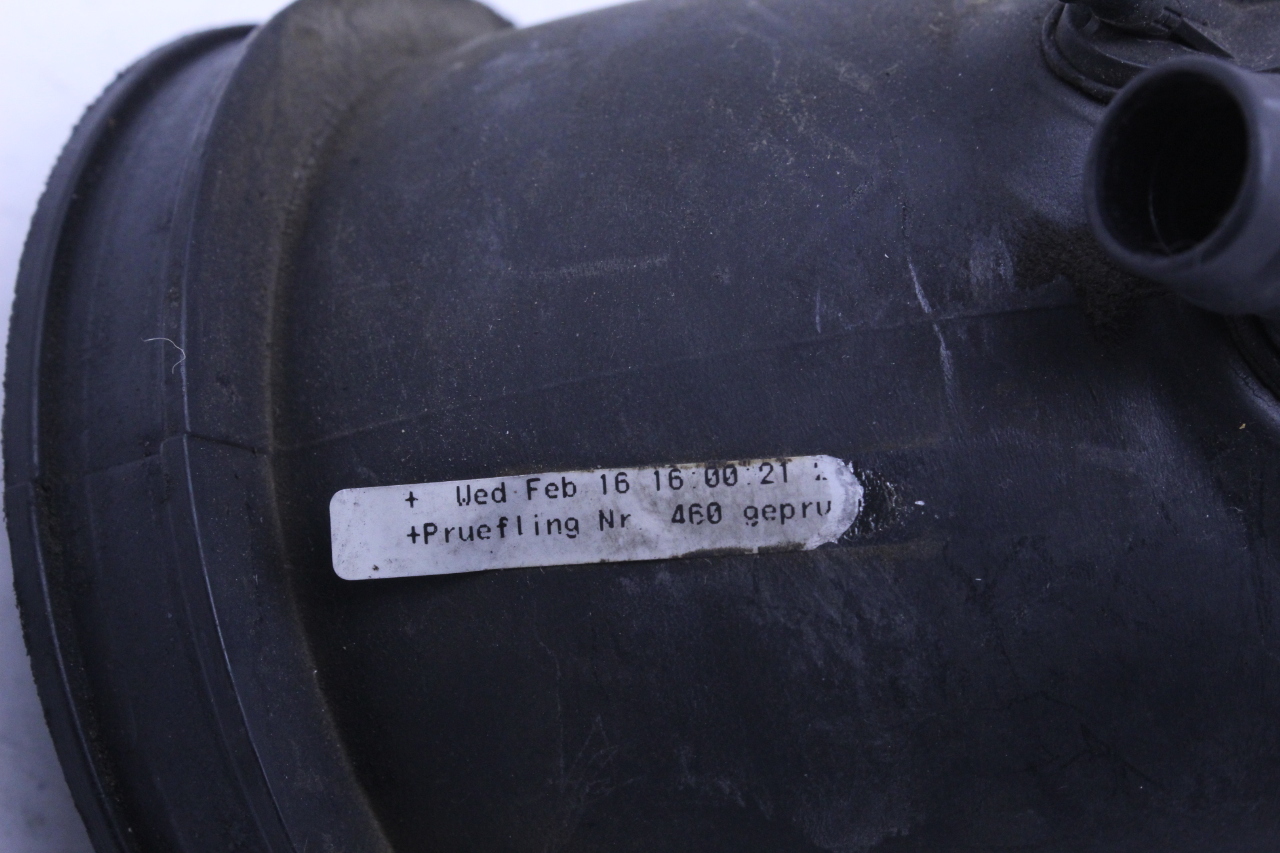 + Wed Feb 16 16:00:21
+Pruefling Nr. 460 gepru